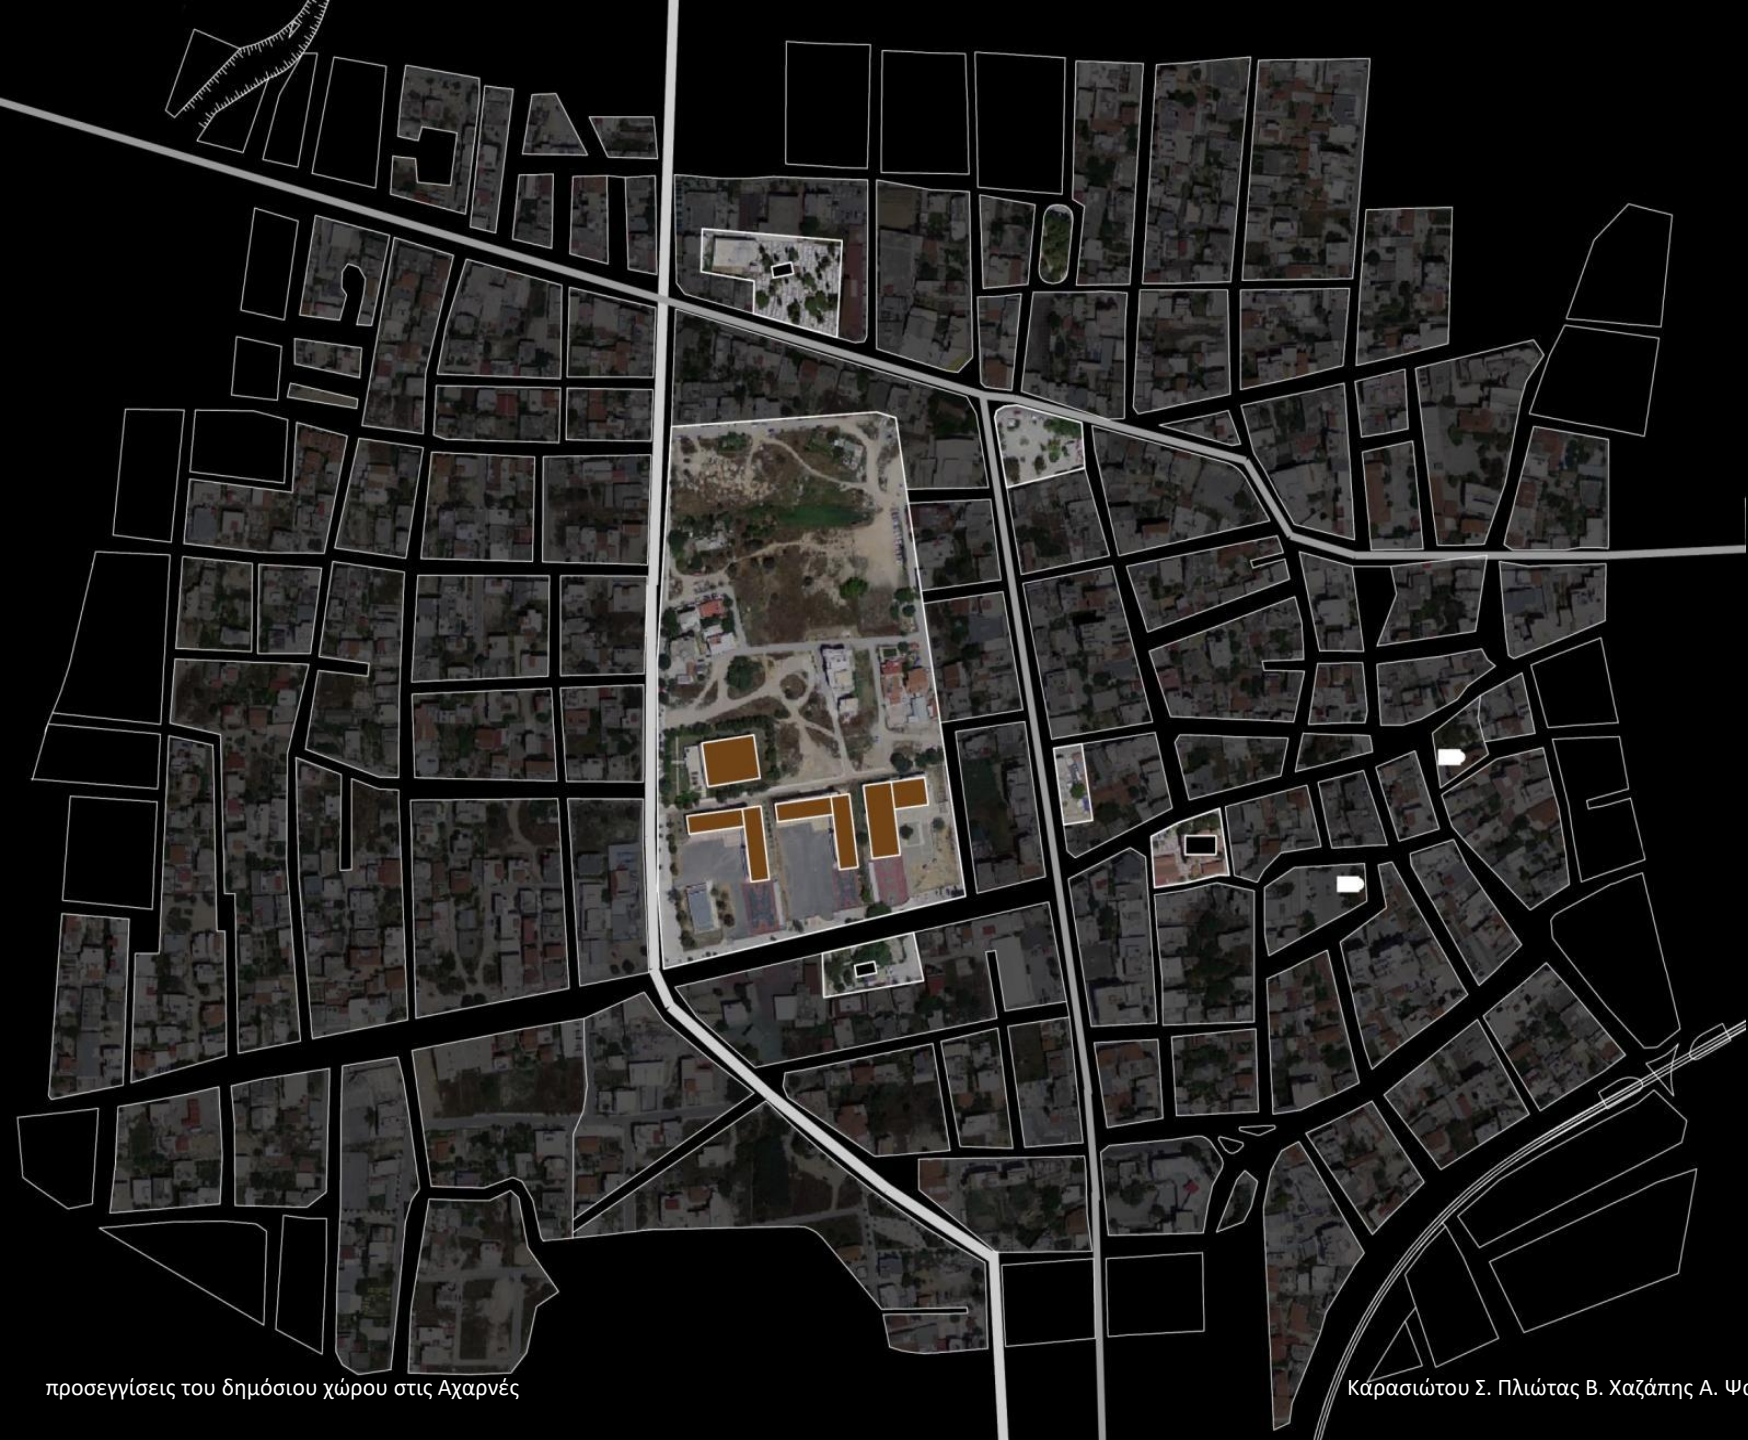 προσεγγίσεις του δημόσιου χώρου στις Αχαρνές
Καρασιώτου Σ. Πλιώτας Β. Χαζάπης Α.